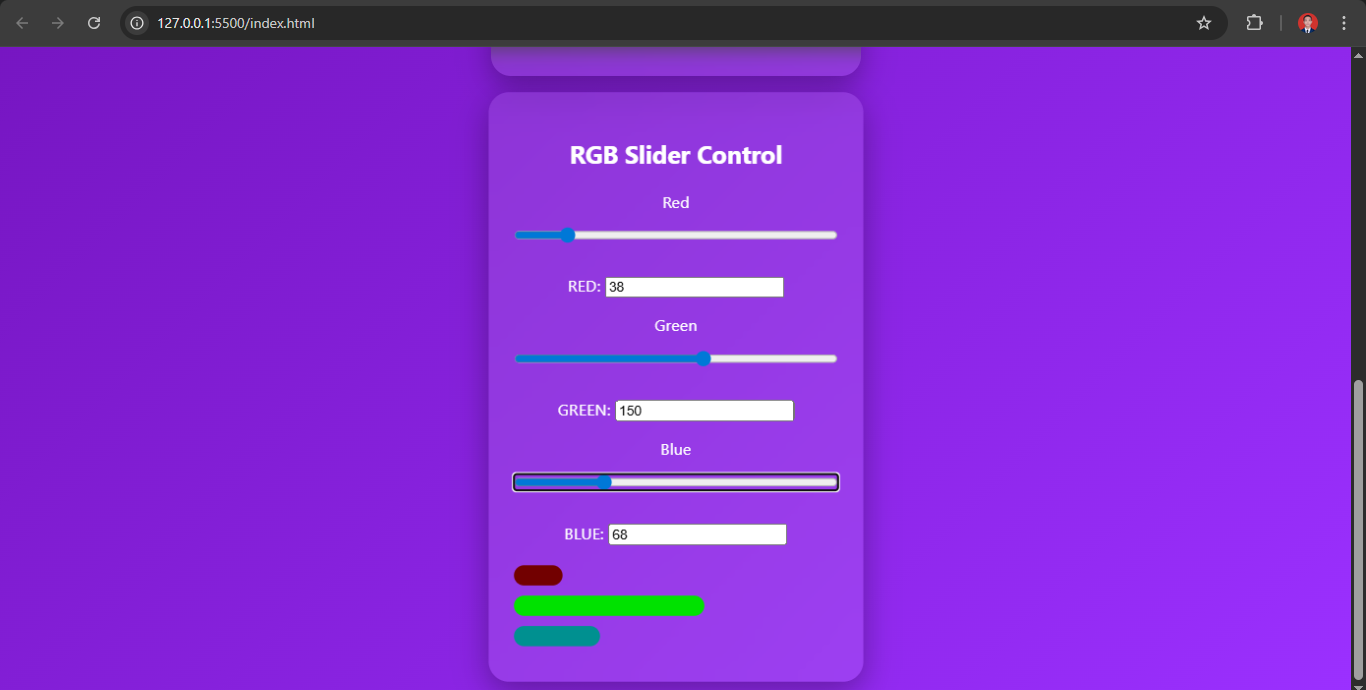 127.0.0.1:5500/index.html
RGB Slider Control
Red
RED: 38
Green
GREEN: 150
Blue
BLUE: 68